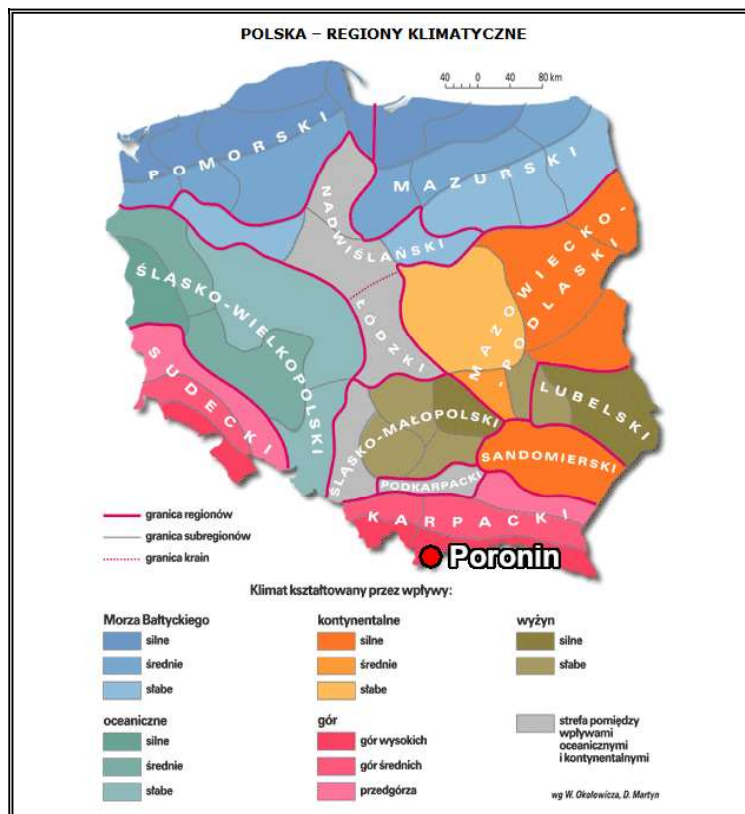 POLSKA – REGIONY KLIMATYCZNE
40 0 40 80 km
POMORSKI
MAZURSKI
NADWIŚLAŃSKI
MAZOWIECKO-
-PODLASKI
ŚLĄSKO-WIELKOPOLSKI
ŁÓDZKI
SUDECKI
LUBELSKI
ŚLĄSKO-MAŁOPOLSKI
SANDOMIERSKI
PODKARPACKI
KARPACKI
granica regionów
granica subregionów
granica krain
Poronin
Klimat kształtowany przez wpływy:
Morza Bałtyckiego
silne
średnie
słabe
kontynentalne
silne
średnie
słabe
wyżyn
silne
słabe
oceaniczne
silne
średnie
słabe
gór
gór wysokich
gór średnich
przedgórza
strefa pomiędzy
wpływami
oceanicznymi
i kontynentalnymi
wg W. Okołowicza, D. Martyn